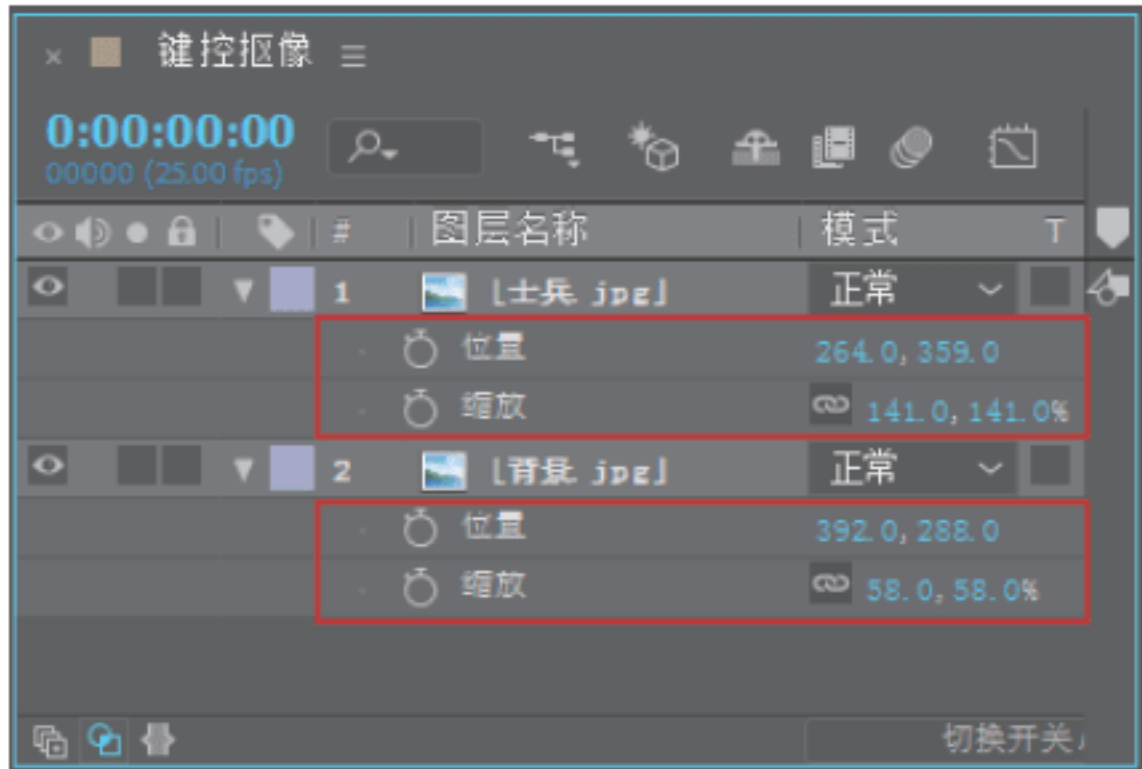 键控抠像
0:00:00:00
00000 (25.00 fps)
# 图层名称 模式 T
1 [士兵.jpg] 正常
位置 264.0,359.0
缩放 141.0,141.0%
2 [背景.jpg] 正常
位置 392.0,288.0
缩放 58.0,58.0%
切换开关